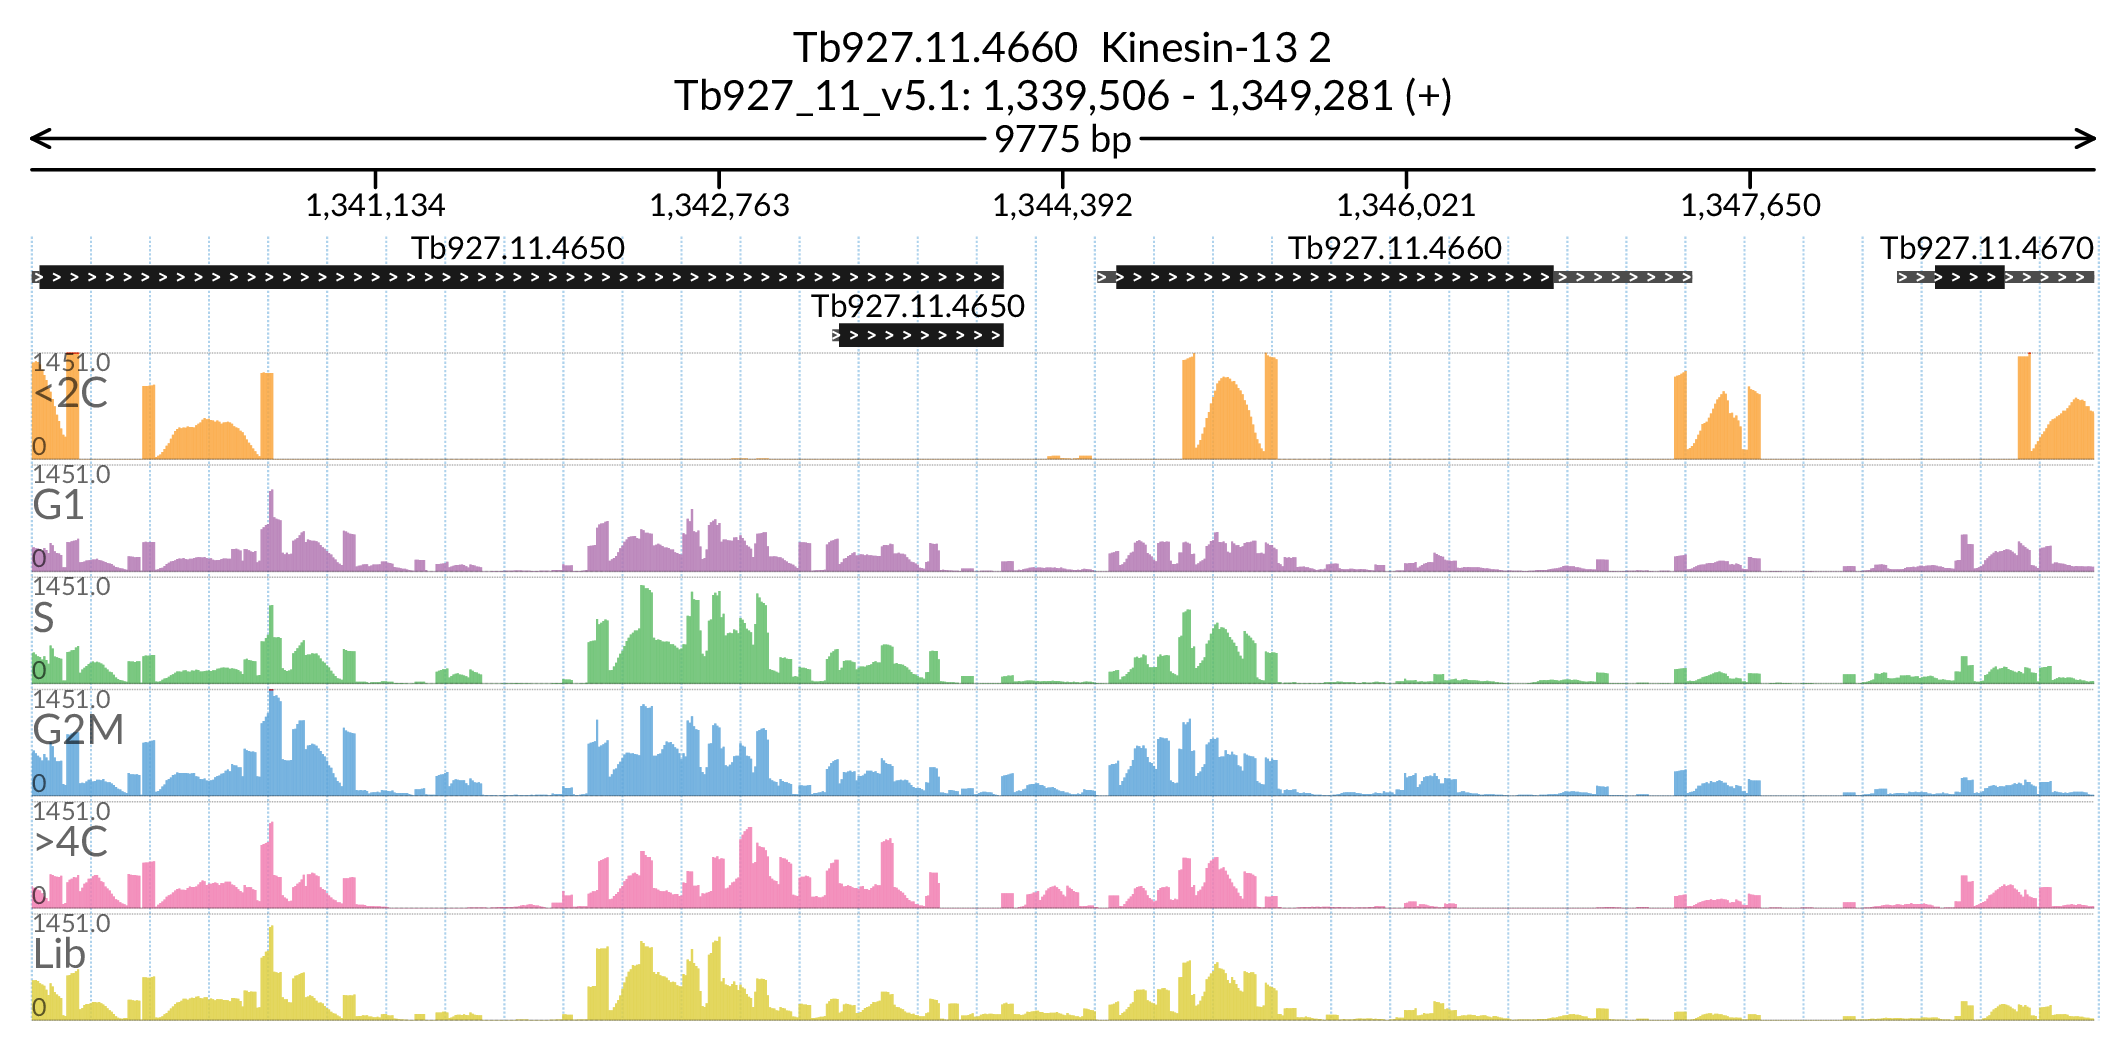 Tb927.11.4660  Kinesin-13 2
Tb927_11_v5.1: 1,339,506 - 1,349,281 (+)
9775 bp
1,341,134 1,342,763 1,344,392 1,346,021 1,347,650
Tb927.11.4650 Tb927.11.4660 Tb927.11.4670
Tb927.11.4650
1451.0
<2C
0
1451.0
G1
0
1451.0
S
0
1451.0
G2M
0
1451.0
>4C
0
1451.0
Lib
0